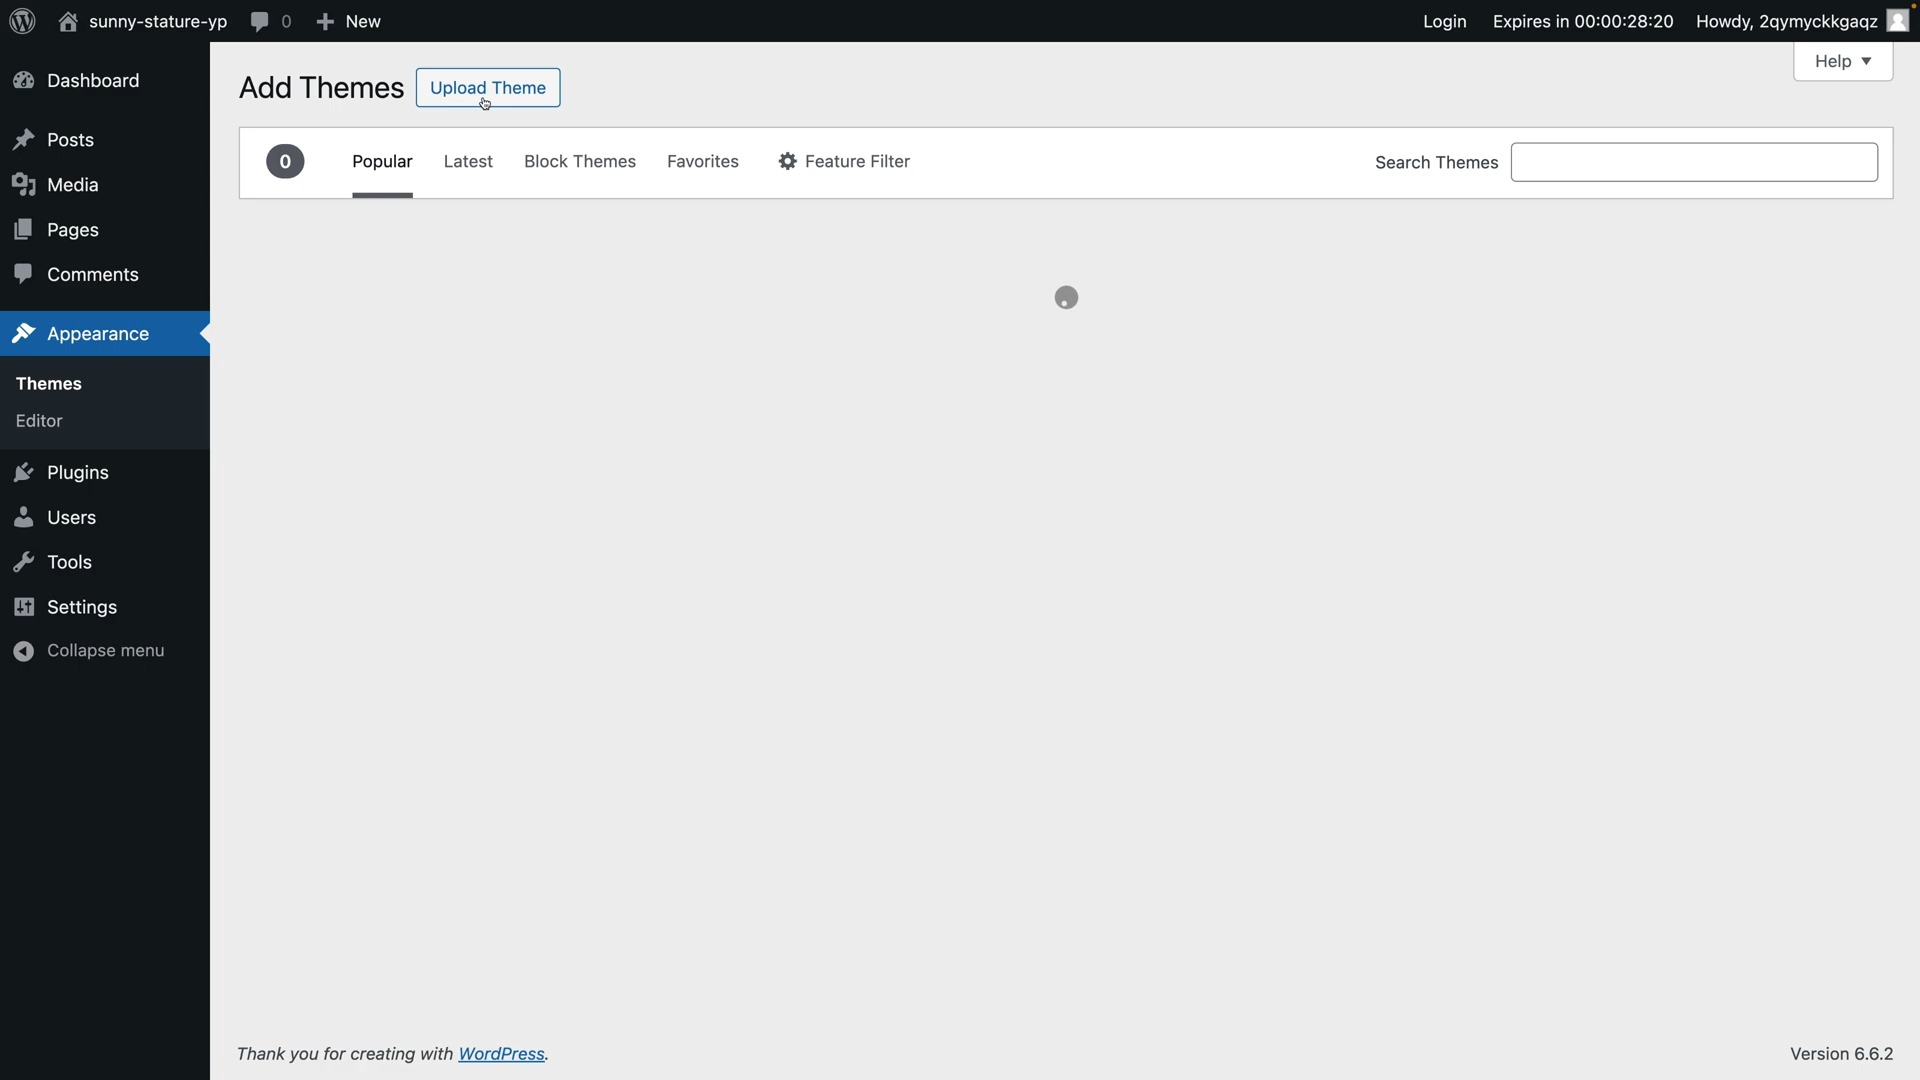 sunny-stature-yp 0 New Login Expires in 00:00:28:20 Howdy, 2qymyckkgaqz
Help
Add Themes Upload Theme
0 Popular Latest Block Themes Favorites Feature Filter Search Themes
Dashboard
Posts
Media
Pages
Comments
Appearance
Themes
Editor
Plugins
Users
Tools
Settings
Collapse menu
Thank you for creating with WordPress. Version 6.6.2